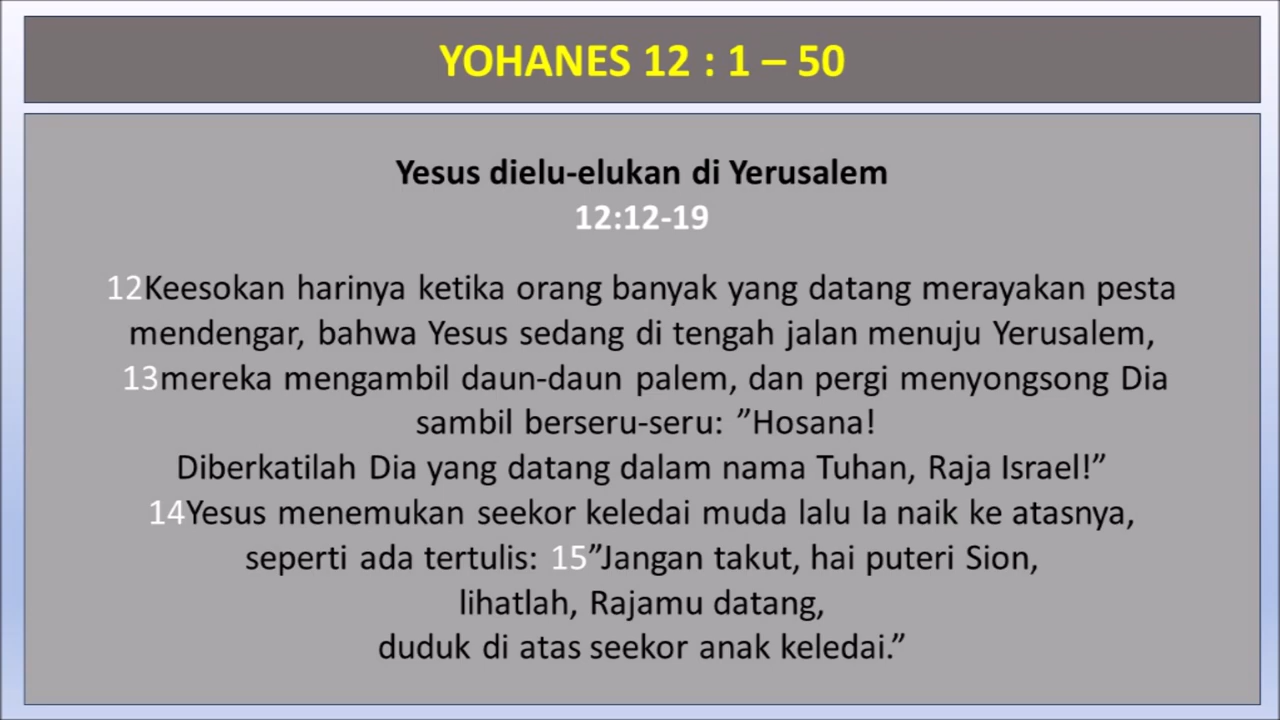 YOHANES 12 : 1 – 50
Yesus dielu-elukan di Yerusalem
12:12-19
12Keesokan harinya ketika orang banyak yang datang merayakan pesta
mendengar, bahwa Yesus sedang di tengah jalan menuju Yerusalem,
13mereka mengambil daun-daun palem, dan pergi menyongsong Dia
sambil berseru-seru: ”Hosana!
Diberkatilah Dia yang datang dalam nama Tuhan, Raja Israel!”
14Yesus menemukan seekor keledai muda lalu Ia naik ke atasnya,
seperti ada tertulis: 15”Jangan takut, hai puteri Sion,
lihatlah, Rajamu datang,
duduk di atas seekor anak keledai.”